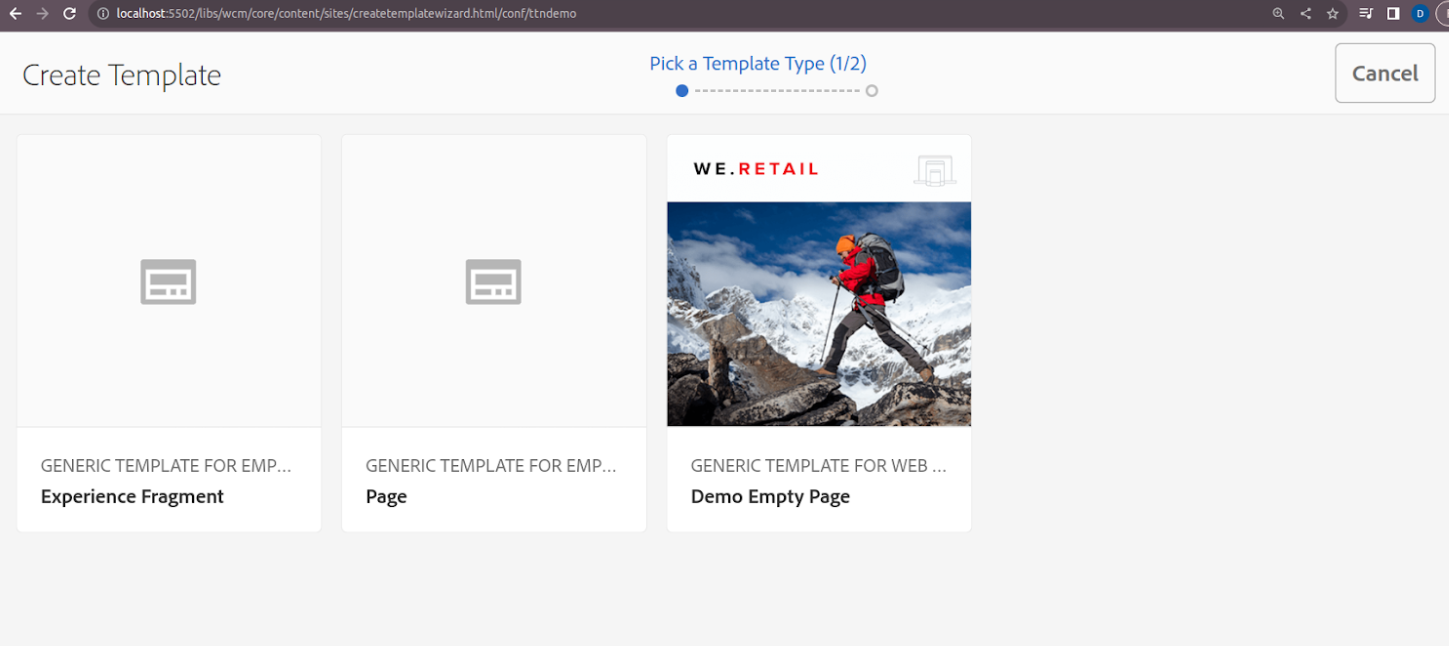 localhost:5502/libs/wcm/core/content/sites/createtemplatewizard.html/conf/ttndemo
D
Create Template
Pick a Template Type (1/2)
Cancel
WE.RETAIL
GENERIC TEMPLATE FOR EMP...
Experience Fragment
GENERIC TEMPLATE FOR EMP...
Page
GENERIC TEMPLATE FOR WEB ...
Demo Empty Page